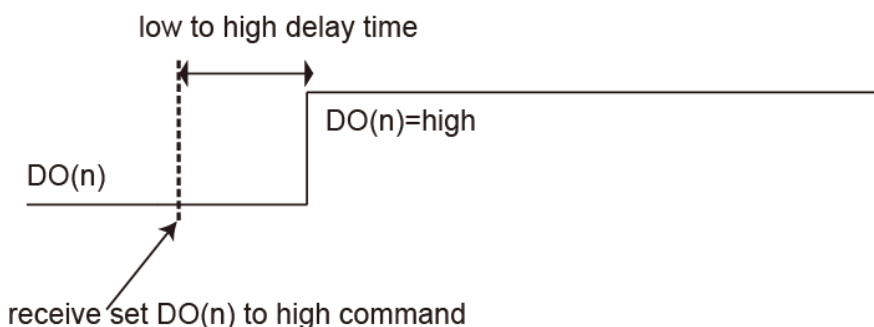 low to high delay time
DO(n)=high
DO(n)
receive set DO(n) to high command